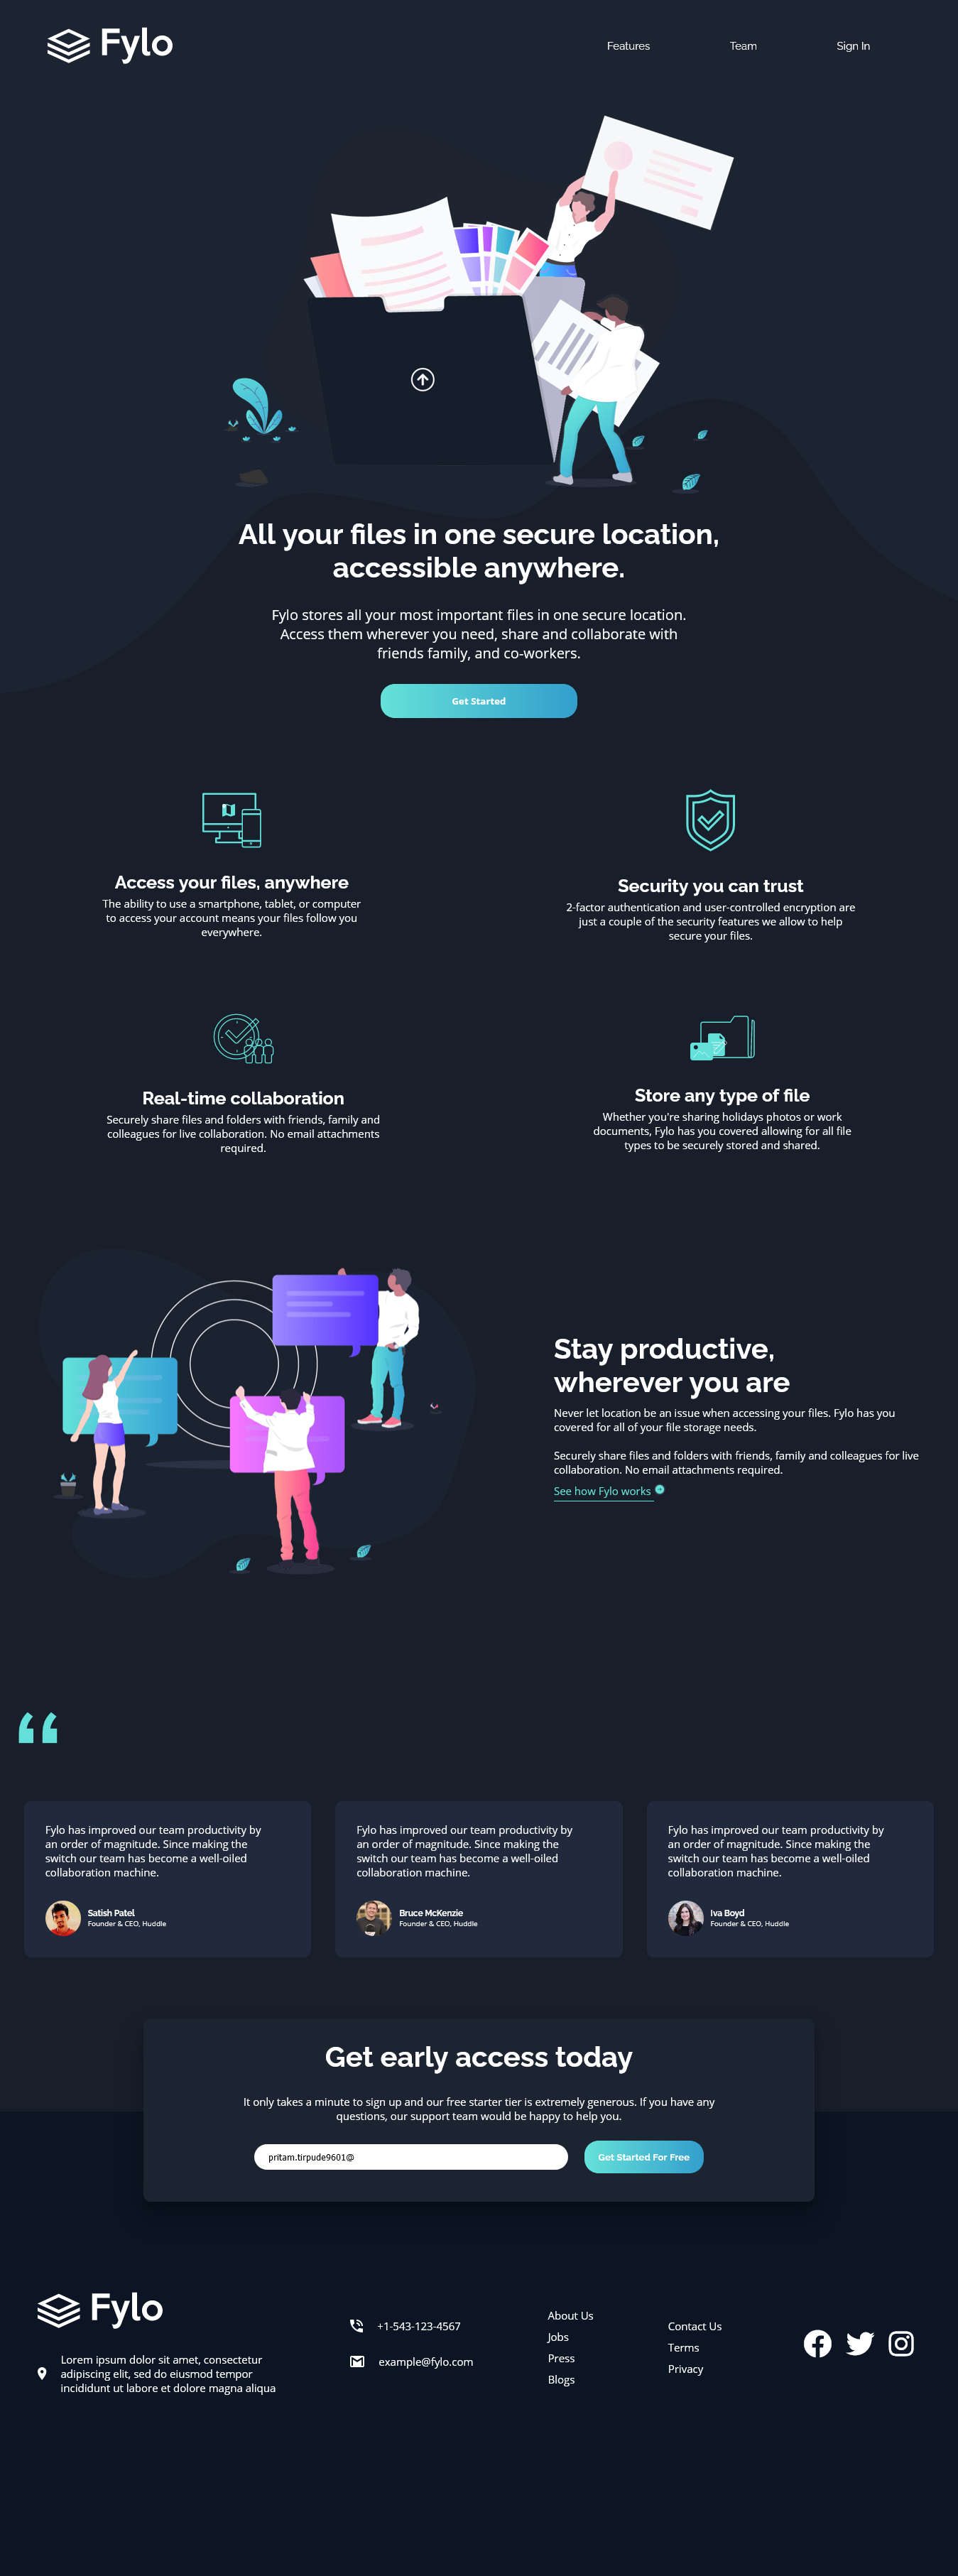 Fylo
Features
Team
Sign In
All your files in one secure location,
accessible anywhere.
Fylo stores all your most important files in one secure location.
Access them wherever you need, share and collaborate with
friends family, and co-workers.
Get Started
Access your files, anywhere
The ability to use a smartphone, tablet, or computer
to access your account means your files follow you
everywhere.
Security you can trust
2-factor authentication and user-controlled encryption are
just a couple of the security features we allow to help
secure your files.
Real-time collaboration
Securely share files and folders with friends, family and
colleagues for live collaboration. No email attachments
required.
Store any type of file
Whether you're sharing holidays photos or work
documents, Fylo has you covered allowing for all file
types to be securely stored and shared.
Stay productive,
wherever you are
Never let location be an issue when accessing your files. Fylo has you
covered for all of your file storage needs.
Securely share files and folders with friends, family and colleagues for live
collaboration. No email attachments required.
See how Fylo works
“
Fylo has improved our team productivity by
an order of magnitude. Since making the
switch our team has become a well-oiled
collaboration machine.
Satish Patel
Founder & CEO, Huddle
Fylo has improved our team productivity by
an order of magnitude. Since making the
switch our team has become a well-oiled
collaboration machine.
Bruce McKenzie
Founder & CEO, Huddle
Fylo has improved our team productivity by
an order of magnitude. Since making the
switch our team has become a well-oiled
collaboration machine.
Iva Boyd
Founder & CEO, Huddle
Get early access today
It only takes a minute to sign up and our free starter tier is extremely generous. If you have any
questions, our support team would be happy to help you.
pritam.tirpude9601@
Get Started For Free
Fylo
Lorem ipsum dolor sit amet, consectetur
adipiscing elit, sed do eiusmod tempor
incididunt ut labore et dolore magna aliqua
+1-543-123-4567
example@fylo.com
About Us
Jobs
Press
Blogs
Contact Us
Terms
Privacy